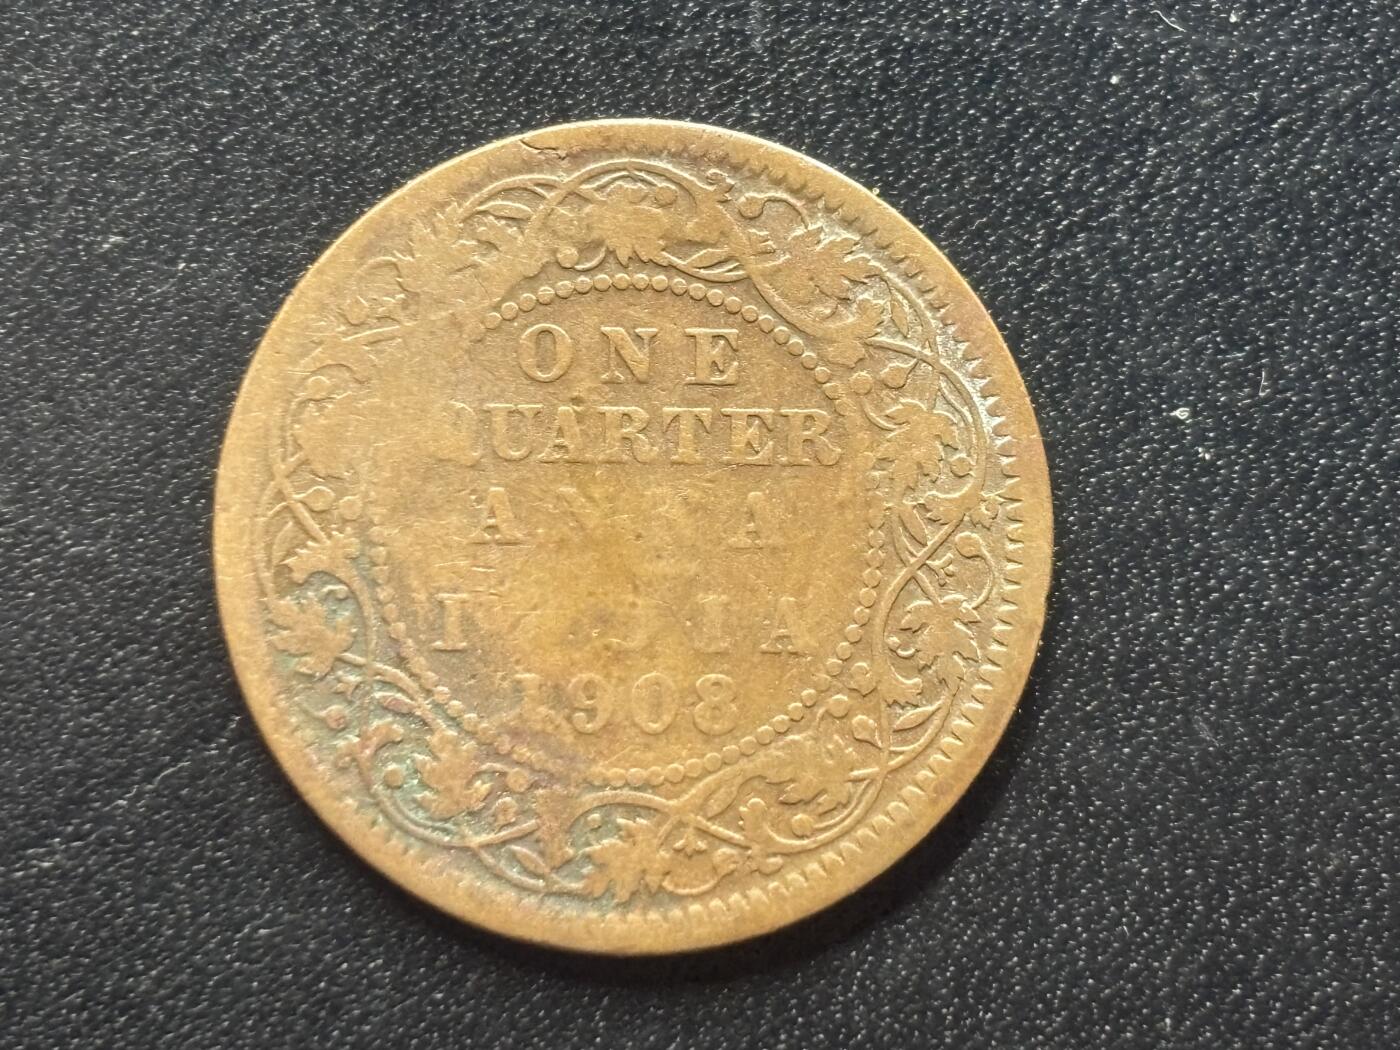 ONE
QUARTER
ANNA
INDIA
1908